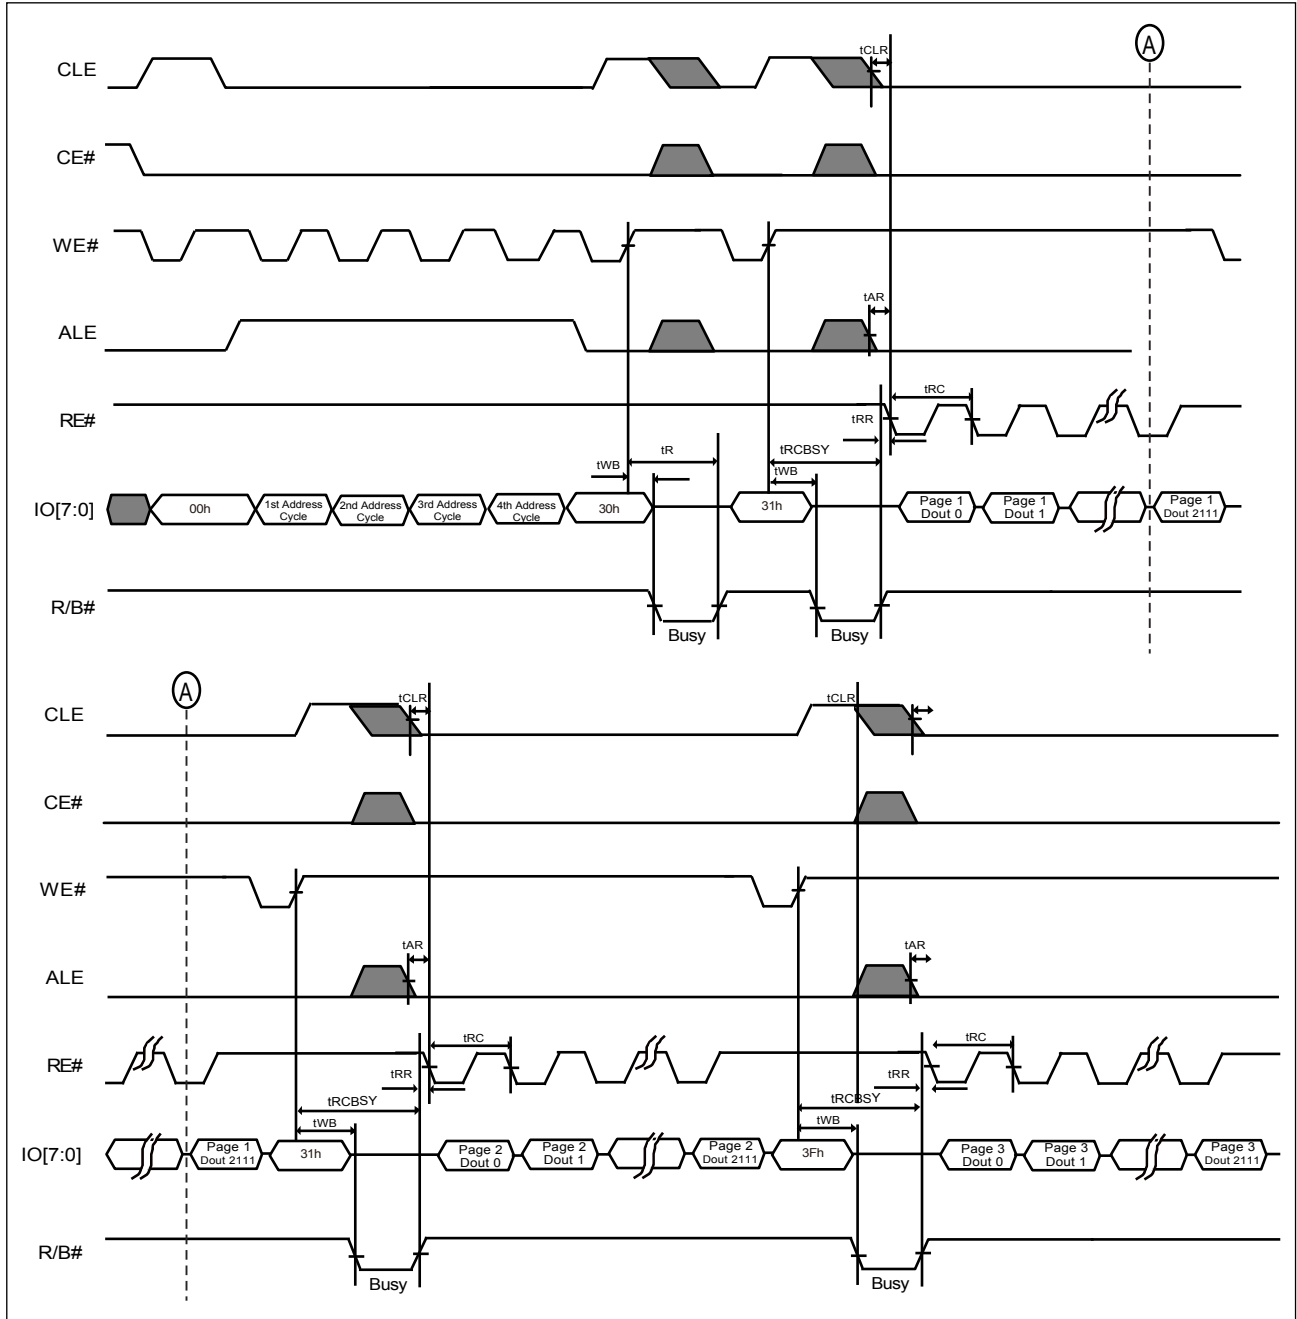 A
tCLR
CLE
CE#
WE#
tAR
ALE
tRC
RE#
tRR
tR
tRCBSY
tWB
tWB
IO[7:0]
00h
1st Address
Cycle
2nd Address
Cycle
3rd Address
Cycle
4th Address
Cycle
30h
31h
Page 1
Dout 0
Page 1
Dout 1
Page 1
Dout 2111
R/B#
Busy
Busy
A
tCLR
tCLR
CLE
CE#
WE#
tAR
tAR
ALE
tRC
tRC
RE#
tRR
tRR
tRCBSY
tRCBSY
tWB
tWB
IO[7:0]
Page 1
Dout 2111
31h
Page 2
Dout 0
Page 2
Dout 1
Page 2
Dout 2111
3Fh
Page 3
Dout 0
Page 3
Dout 1
Page 3
Dout 2111
R/B#
Busy
Busy